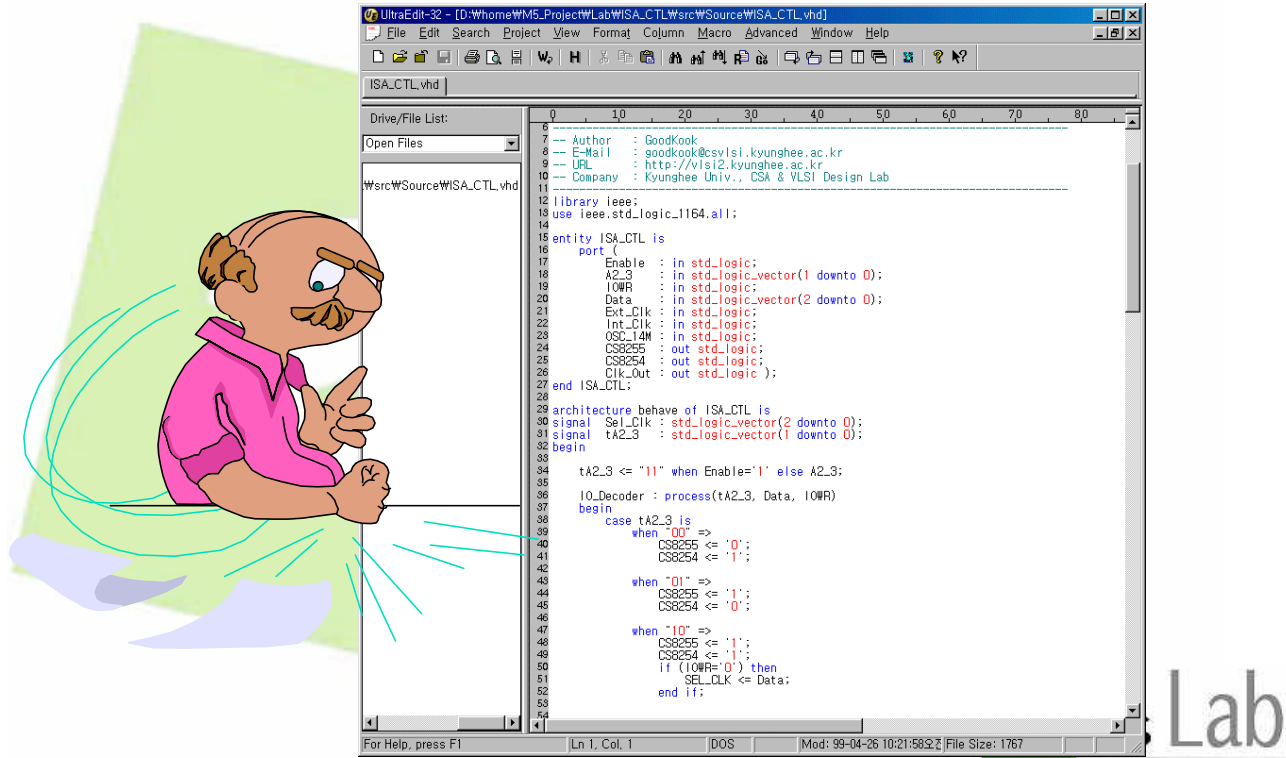 UltraEdit-32 - [D:₩home₩M5_Project₩Lab₩ISA_CTL₩src₩Source₩ISA_CTL.vhd]
File Edit Search Project View Format Column Macro Advanced Window Help
ISA_CTL.vhd
Drive/File List:
Open Files
₩src₩Source₩ISA_CTL.vhd
0 10 20 30 40 50 60 70 80
6 ------------------------------------------------------------------------------
7 -- Author : GoodKook
8 -- E-Mail : goodkook@csvlsi.kyunghee.ac.kr
9 -- URL : http://vlsi2.kyunghee.ac.kr
10 -- Company : Kyunghee Univ., CSA & VLSI Design Lab
11 ------------------------------------------------------------------------------
12 library ieee;
13 use ieee.std_logic_1164.all;
14
15 entity ISA_CTL is
16 port (
17 Enable : in std_logic;
18 A2_3 : in std_logic_vector(1 downto 0);
19 IOWR : in std_logic;
20 Data : in std_logic_vector(2 downto 0);
21 Ext_Clk : in std_logic;
22 Int_Clk : in std_logic;
23 OSC_14M : in std_logic;
24 CS8255 : out std_logic;
25 CS8254 : out std_logic;
26 Clk_Out : out std_logic );
27 end ISA_CTL;
28
29 architecture behave of ISA_CTL is
30 signal Sel_Clk : std_logic_vector(2 downto 0);
31 signal tA2_3 : std_logic_vector(1 downto 0);
32 begin
33
34 tA2_3 <= "11" when Enable='1' else A2_3;
35
36 IO_Decoder : process(tA2_3, Data, IOWR)
37 begin
38 case tA2_3 is
39 when "00" =>
40 CS8255 <= '0';
41 CS8254 <= '1';
42
43 when "01" =>
44 CS8255 <= '1';
45 CS8254 <= '0';
46
47 when "10" =>
48 CS8255 <= '1';
49 CS8254 <= '1';
50 if (IOWR='0') then
51 SEL_CLK <= Data;
52 end if;
53
54
For Help, press F1 Ln 1, Col. 1 DOS Mod: 99-04-26 10:21:58오전 File Size: 1767
s Lab